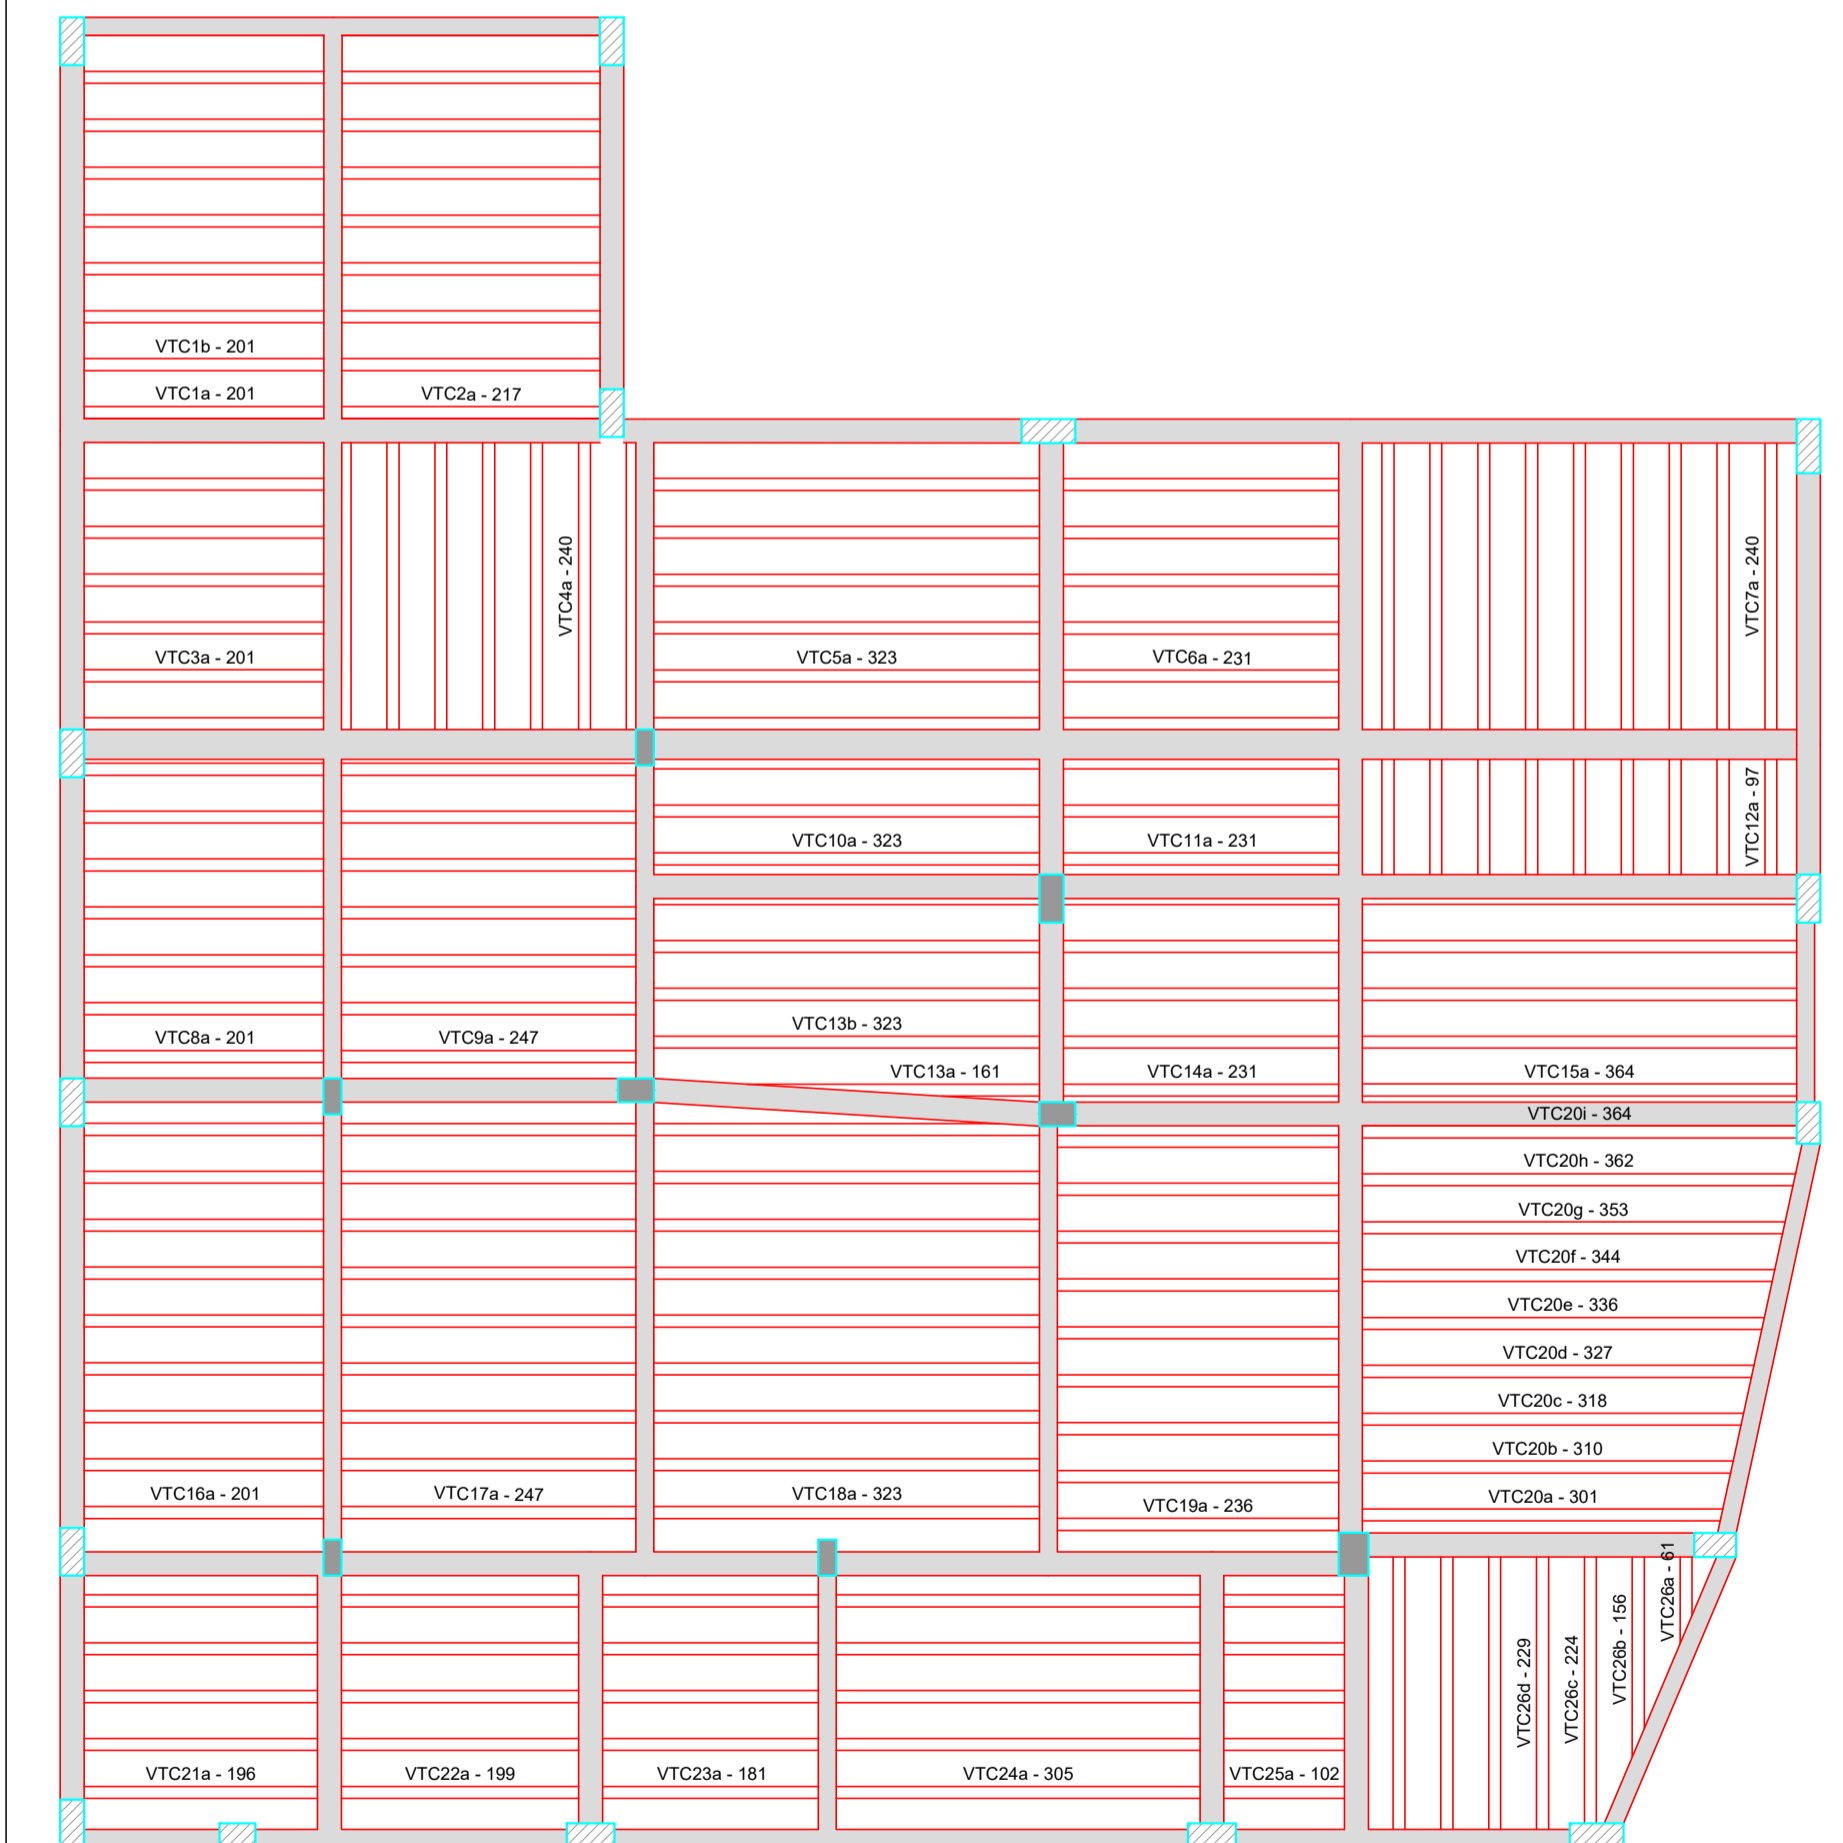 VTC1b - 201
VTC1a - 201
VTC2a - 217
VTC3a - 201
VTC4a - 240
VTC5a - 323
VTC6a - 231
VTC7a - 240
VTC10a - 323
VTC11a - 231
VTC12a - 97
VTC8a - 201
VTC9a - 247
VTC13b - 323
VTC13a - 161
VTC14a - 231
VTC15a - 364
VTC20i - 364
VTC20h - 362
VTC20g - 353
VTC20f - 344
VTC20e - 336
VTC20d - 327
VTC20c - 318
VTC20b - 310
VTC20a - 301
VTC16a - 201
VTC17a - 247
VTC18a - 323
VTC19a - 236
VTC26d - 229
VTC26c - 224
VTC26b - 156
VTC26a - 61
VTC21a - 196
VTC22a - 199
VTC23a - 181
VTC24a - 305
VTC25a - 102